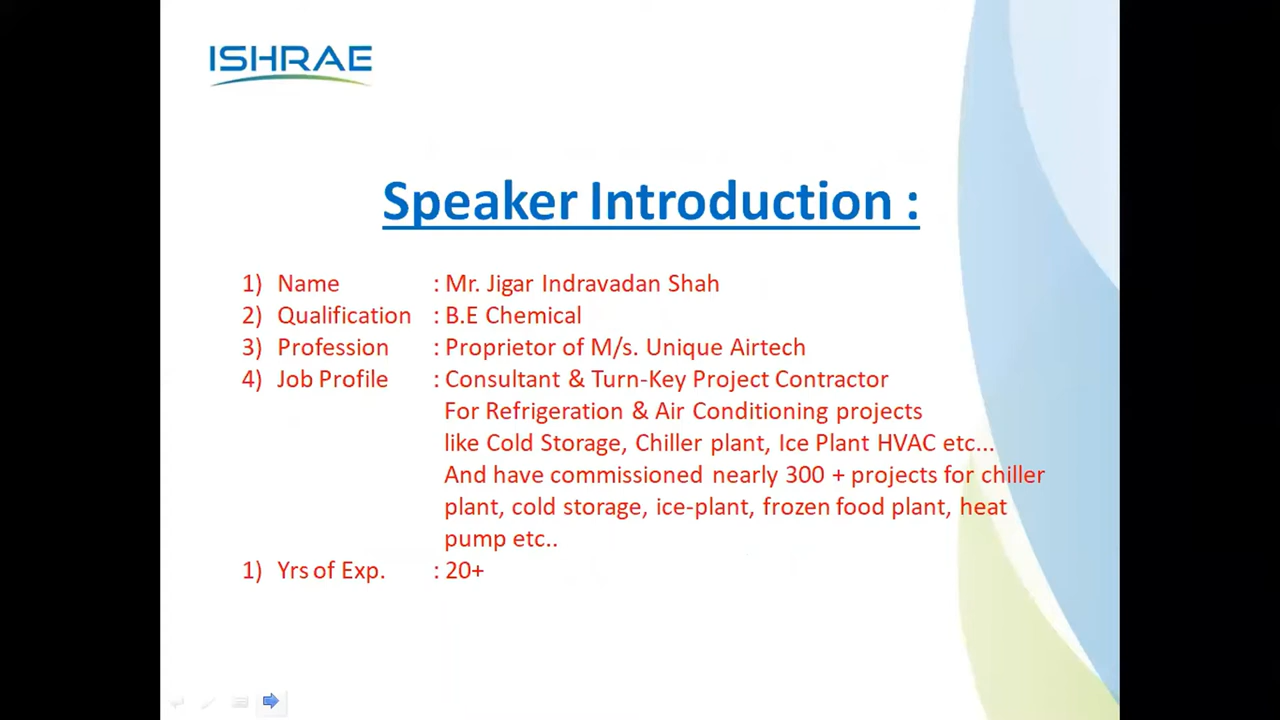 ISHRAE
Speaker Introduction :
1) Name : Mr. Jigar Indravadan Shah
2) Qualification : B.E Chemical
3) Profession : Proprietor of M/s. Unique Airtech
4) Job Profile : Consultant & Turn-Key Project Contractor
For Refrigeration & Air Conditioning projects
like Cold Storage, Chiller plant, Ice Plant HVAC etc...
And have commissioned nearly 300 + projects for chiller
plant, cold storage, ice-plant, frozen food plant, heat
pump etc..
1) Yrs of Exp. : 20+